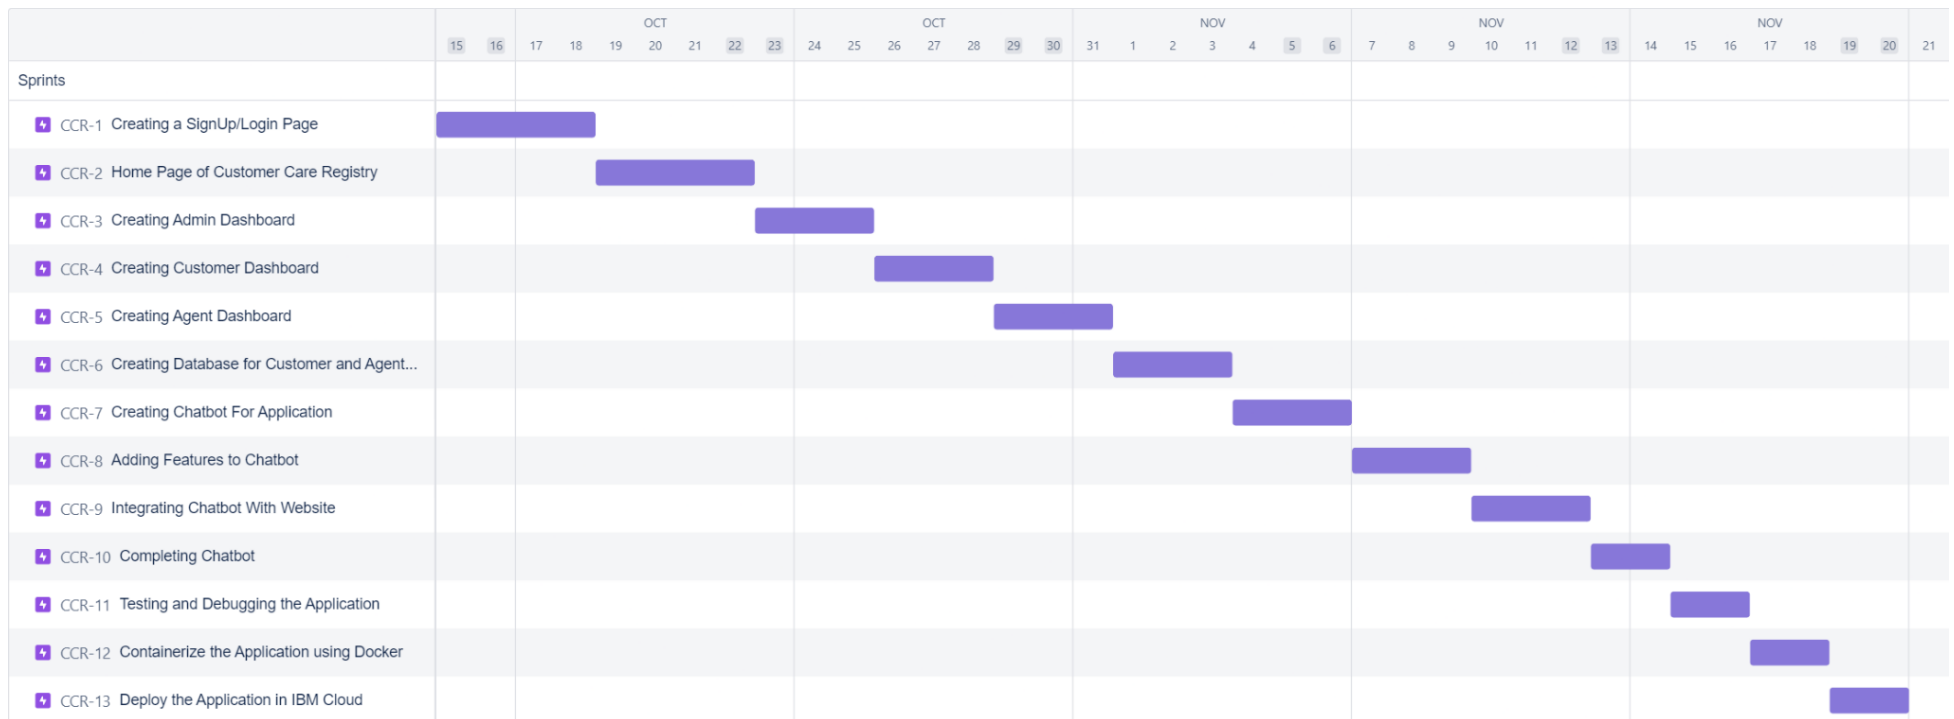 OCT OCT NOV NOV NOV
15 16 17 18 19 20 21 22 23 24 25 26 27 28 29 30 31 1 2 3 4 5 6 7 8 9 10 11 12 13 14 15 16 17 18 19 20 21
Sprints
CCR-1 Creating a SignUp/Login Page
CCR-2 Home Page of Customer Care Registry
CCR-3 Creating Admin Dashboard
CCR-4 Creating Customer Dashboard
CCR-5 Creating Agent Dashboard
CCR-6 Creating Database for Customer and Agent...
CCR-7 Creating Chatbot For Application
CCR-8 Adding Features to Chatbot
CCR-9 Integrating Chatbot With Website
CCR-10 Completing Chatbot
CCR-11 Testing and Debugging the Application
CCR-12 Containerize the Application using Docker
CCR-13 Deploy the Application in IBM Cloud